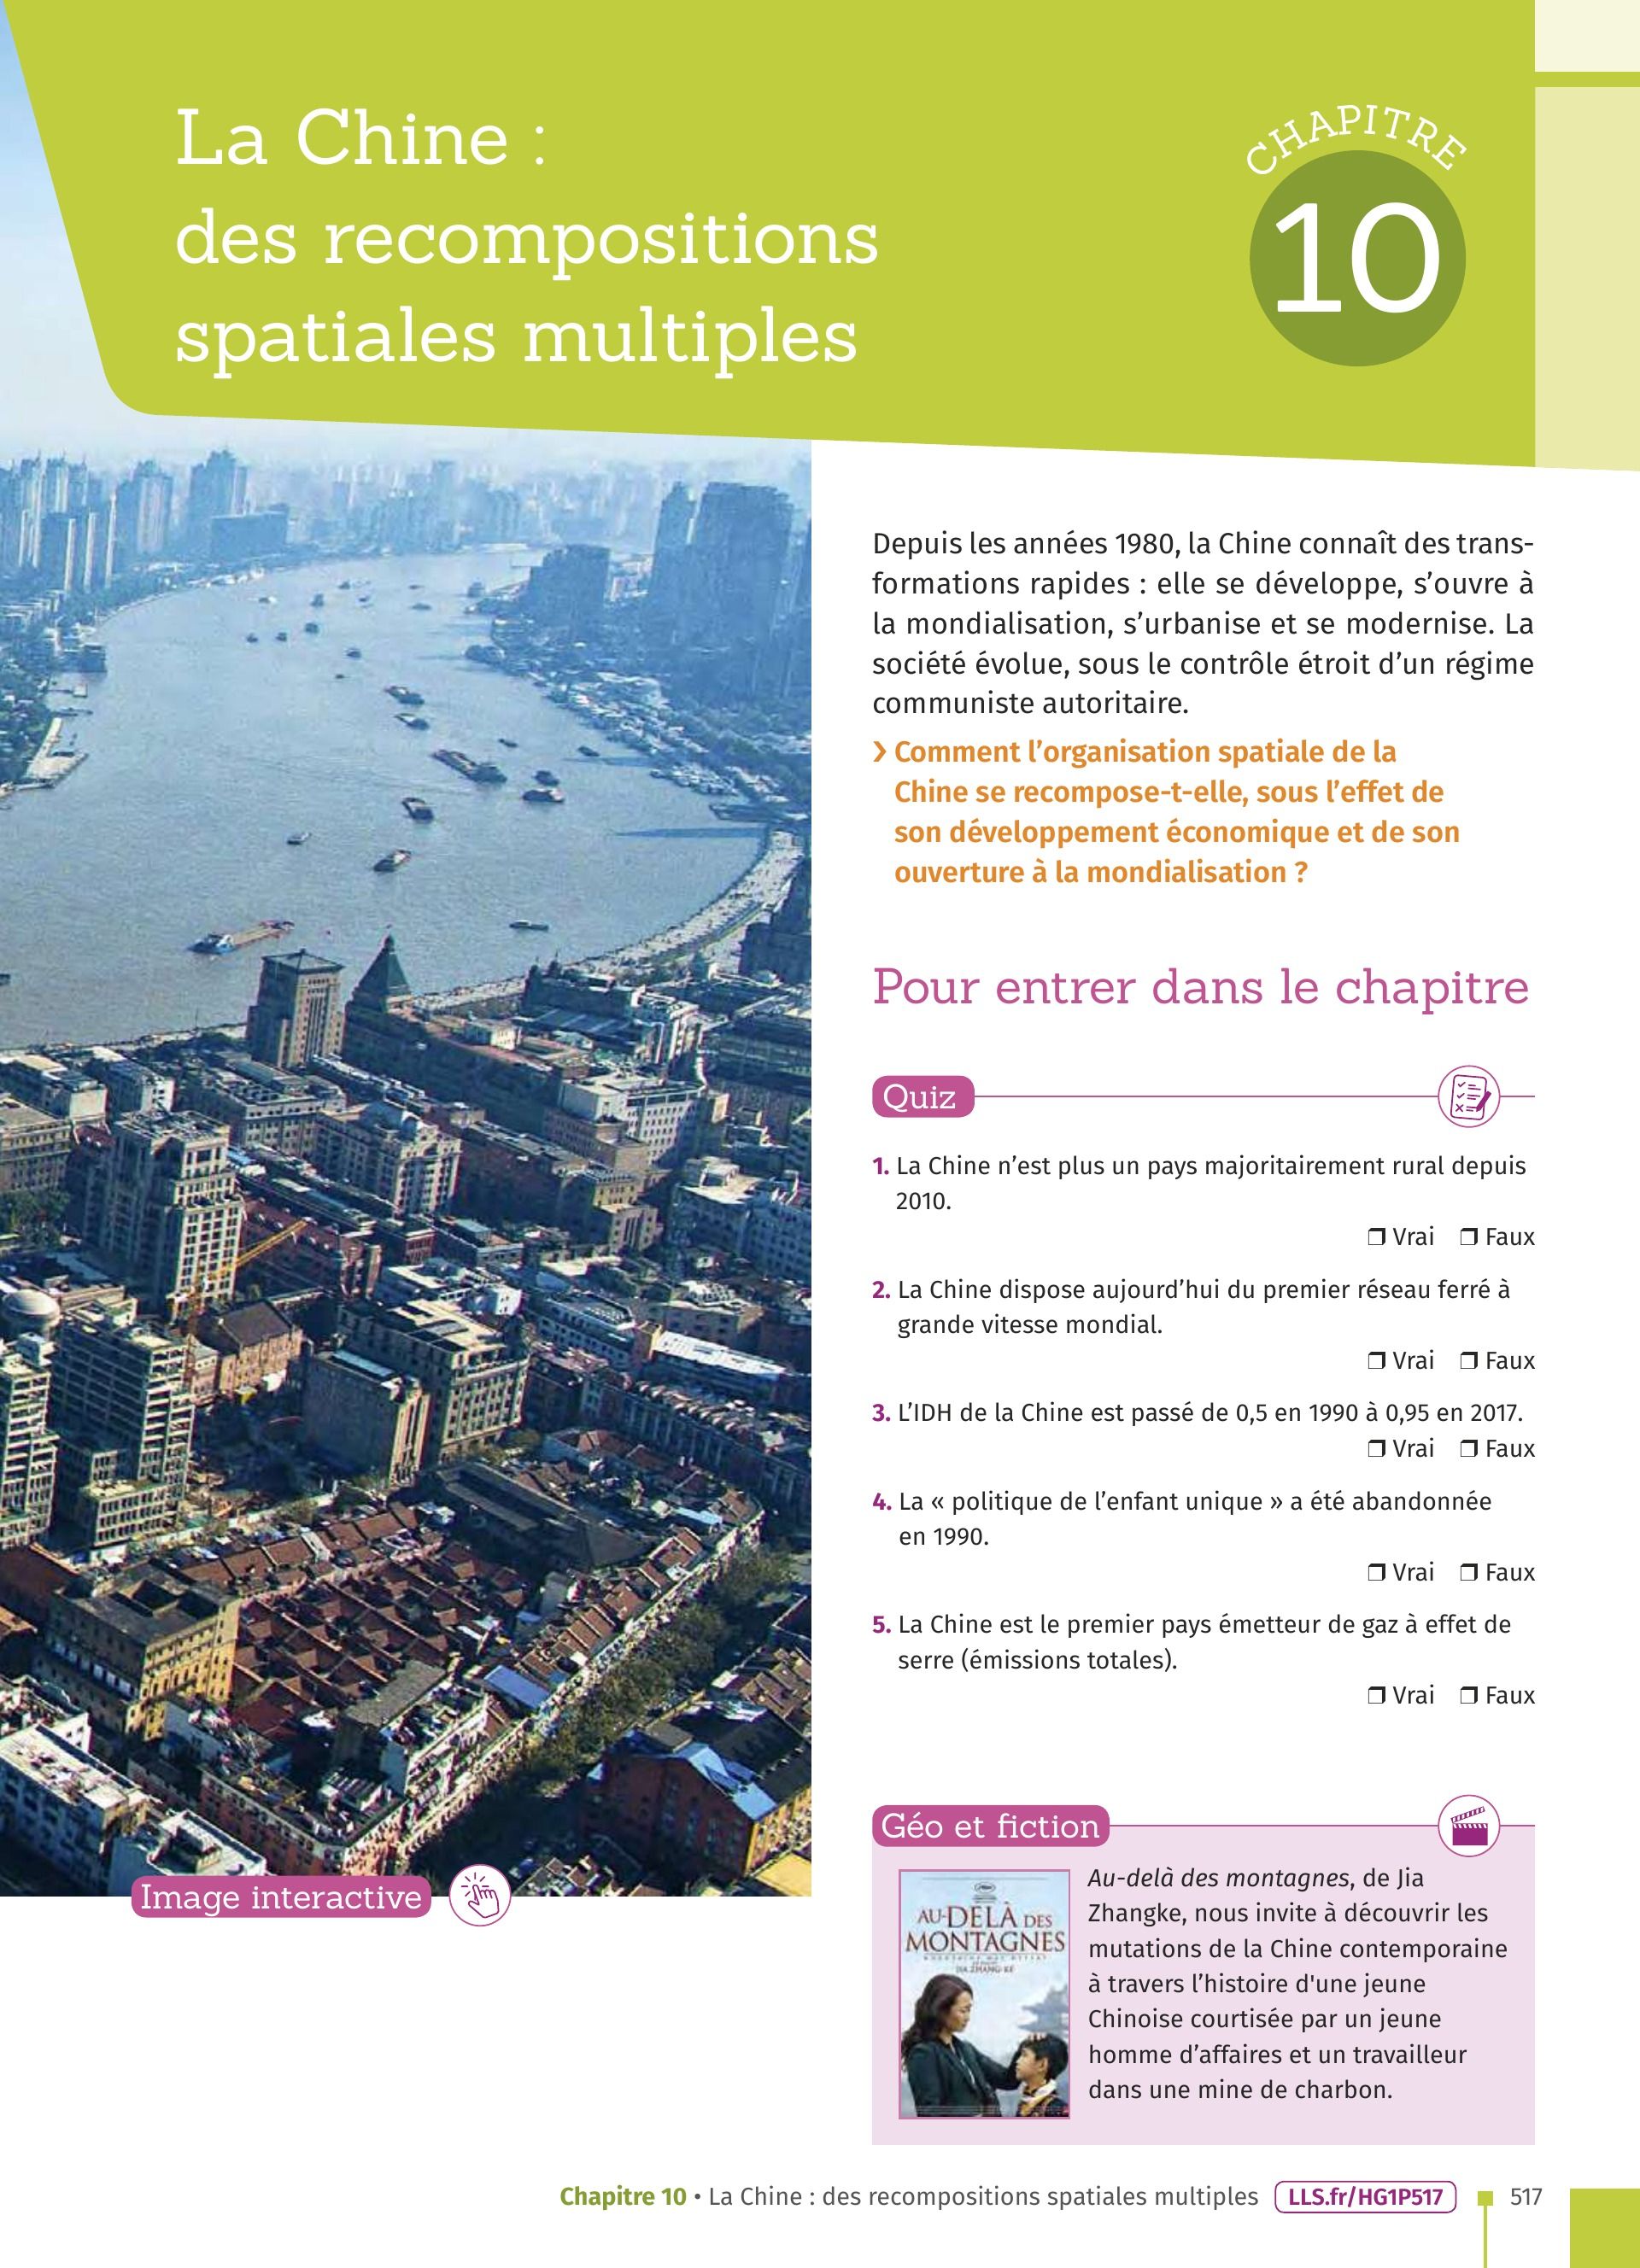 La Chine :
des recompositions
spatiales multiples
CHAPITRE
10
Depuis les années 1980, la Chine connaît des trans-
formations rapides : elle se développe, s’ouvre à
la mondialisation, s’urbanise et se modernise. La
société évolue, sous le contrôle étroit d’un régime
communiste autoritaire.
› Comment l’organisation spatiale de la
Chine se recompose-t-elle, sous l’effet de
son développement économique et de son
ouverture à la mondialisation ?
Pour entrer dans le chapitre
Quiz
1. La Chine n’est plus un pays majoritairement rural depuis
2010.
❒ Vrai ❒ Faux
2. La Chine dispose aujourd’hui du premier réseau ferré à
grande vitesse mondial.
❒ Vrai ❒ Faux
3. L’IDH de la Chine est passé de 0,5 en 1990 à 0,95 en 2017.
❒ Vrai ❒ Faux
4. La « politique de l’enfant unique » a été abandonnée
en 1990.
❒ Vrai ❒ Faux
5. La Chine est le premier pays émetteur de gaz à effet de
serre (émissions totales).
❒ Vrai ❒ Faux
Image interactive
Géo et fiction
AU-DELÀ DES
MONTAGNES
JIA ZHANG-KE
Au-delà des montagnes, de Jia
Zhangke, nous invite à découvrir les
mutations de la Chine contemporaine
à travers l’histoire d'une jeune
Chinoise courtisée par un jeune
homme d’affaires et un travailleur
dans une mine de charbon.
Chapitre 10 • La Chine : des recompositions spatiales multiples LLS.fr/HG1P517 517